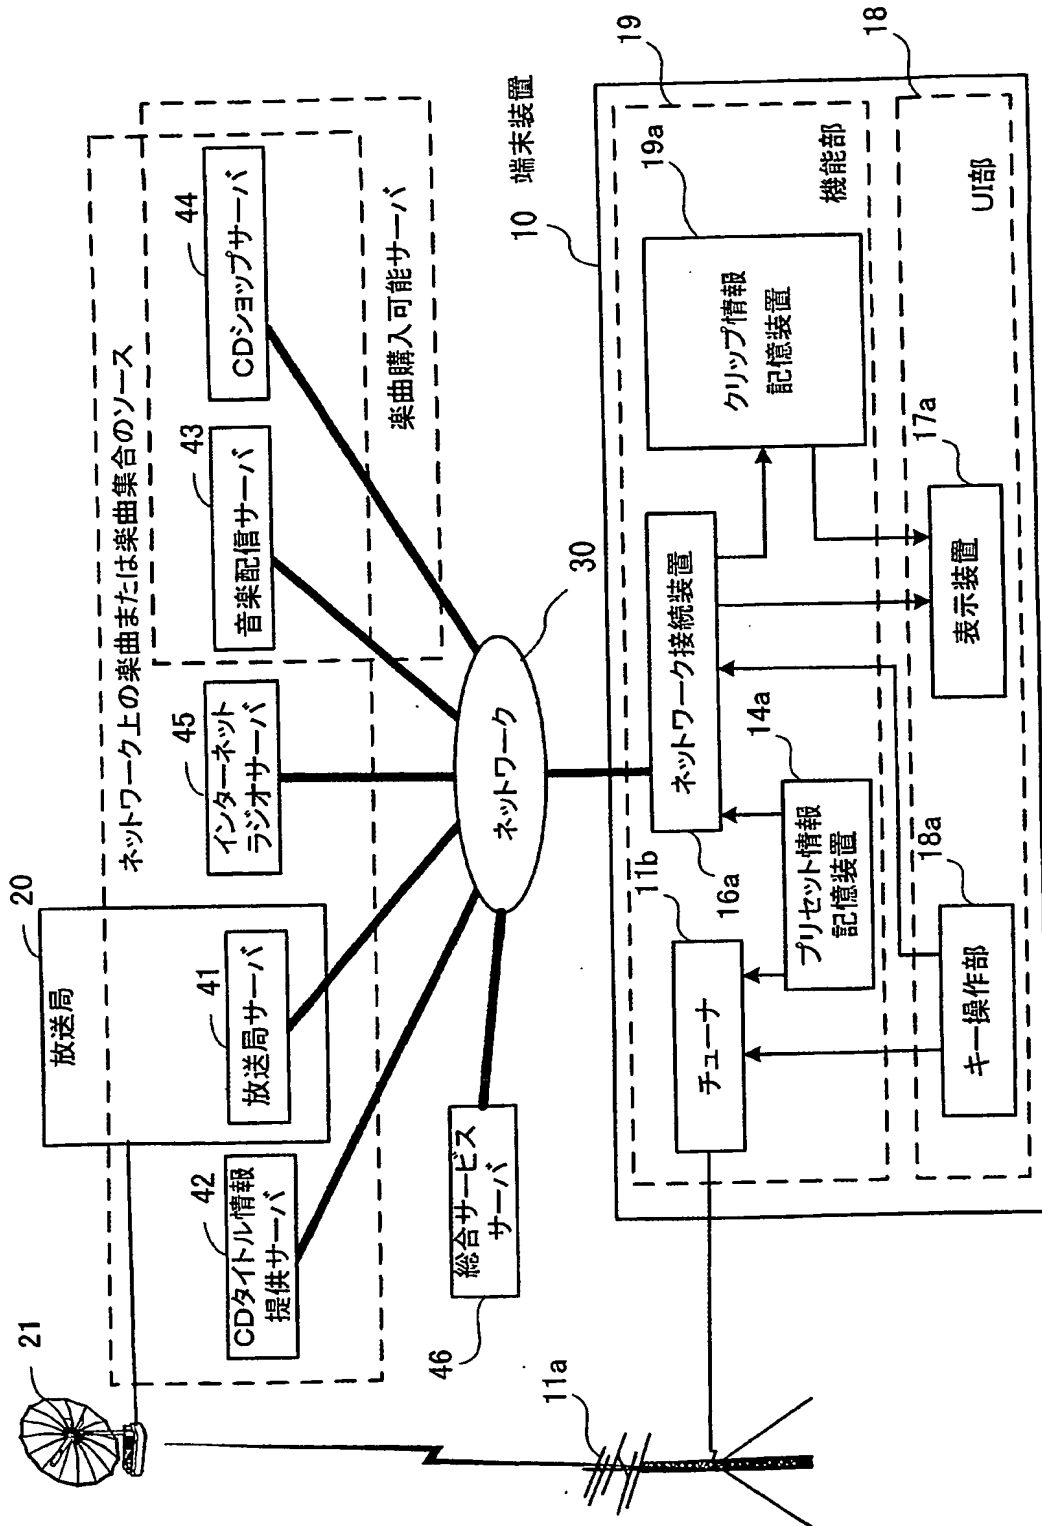 21
20
放送局
ネットワーク上の楽曲または楽曲集合のソース
42
CDタイトル情報
提供サーバ
41
放送局サーバ
45
インターネット
ラジオサーバ
43
音楽配信サーバ
44
CDショップサーバ
楽曲購入可能サーバ
総合サービス
サーバ
46
ネットワーク
30
11a
10 端末装置
19
11b
チューナ
16a
ネットワーク接続装置
19a
クリップ情報
記憶装置
機能部
14a
プリセット情報
記憶装置
18
18a
キー操作部
17a
表示装置
UI部